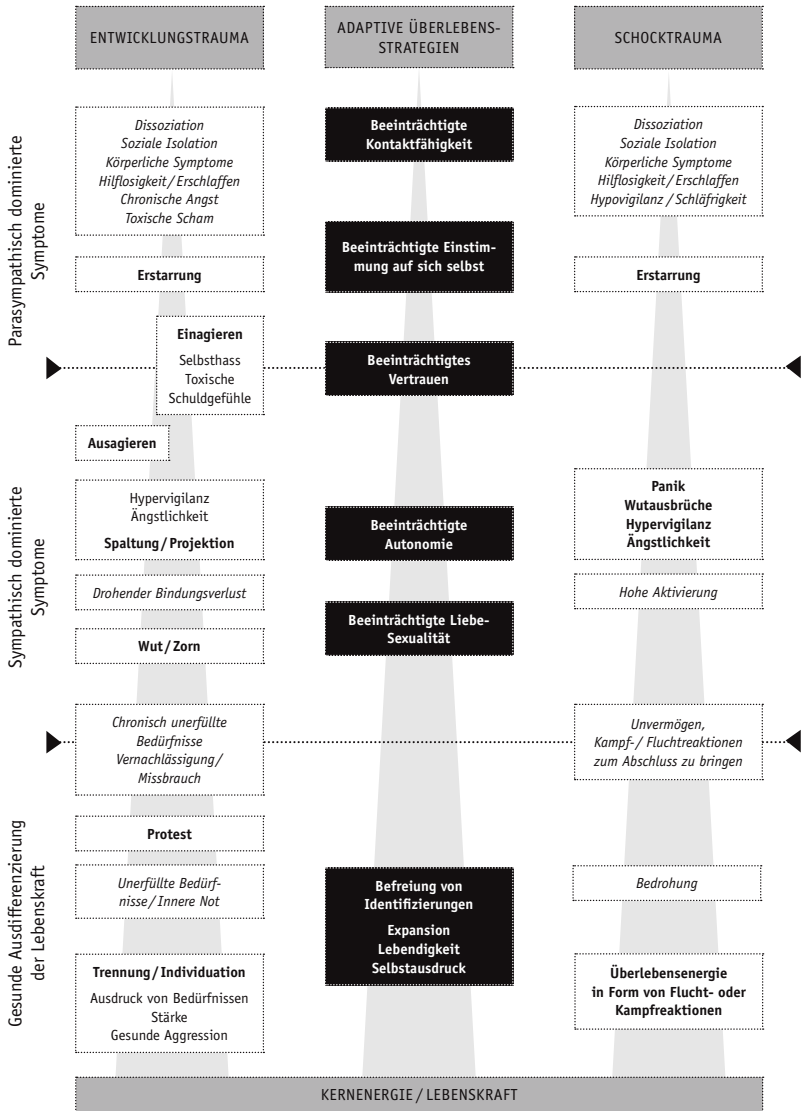 ENTWICKLUNGSTRAUMA
ADAPTIVE ÜBERLEBENS-
STRATEGIEN
SCHOCKTRAUMA
Parasympathisch dominierte
Symptome
Dissoziation
Soziale Isolation
Körperliche Symptome
Hilflosigkeit / Erschlaffen
Chronische Angst
Toxische Scham
Beeinträchtigte
Kontaktfähigkeit
Dissoziation
Soziale Isolation
Körperliche Symptome
Hilflosigkeit / Erschlaffen
Hypovigilanz / Schläfrigkeit
Erstarrung
Beeinträchtigte Einstim-
mung auf sich selbst
Erstarrung
Einagieren
Selbsthass
Toxische
Schuldgefühle
Beeinträchtigtes
Vertrauen
Ausagieren
Sympathisch dominierte
Symptome
Hypervigilanz
Ängstlichkeit
Spaltung / Projektion
Beeinträchtigte
Autonomie
Panik
Wutausbrüche
Hypervigilanz
Ängstlichkeit
Drohender Bindungsverlust
Beeinträchtigte Liebe-
Sexualität
Hohe Aktivierung
Wut / Zorn
Chronisch unerfüllte
Bedürfnisse
Vernachlässigung /
Missbrauch
Unvermögen,
Kampf- / Fluchtreaktionen
zum Abschluss zu bringen
Gesunde Ausdifferenzierung
der Lebenskraft
Protest
Unerfüllte Bedürf-
nisse / Innere Not
Befreiung von
Identifizierungen
Expansion
Lebendigkeit
Selbstausdruck
Bedrohung
Trennung / Individuation
Ausdruck von Bedürfnissen
Stärke
Gesunde Aggression
Überlebensenergie
in Form von Flucht- oder
Kampfreaktionen
KERNENERGIE / LEBENSKRAFT